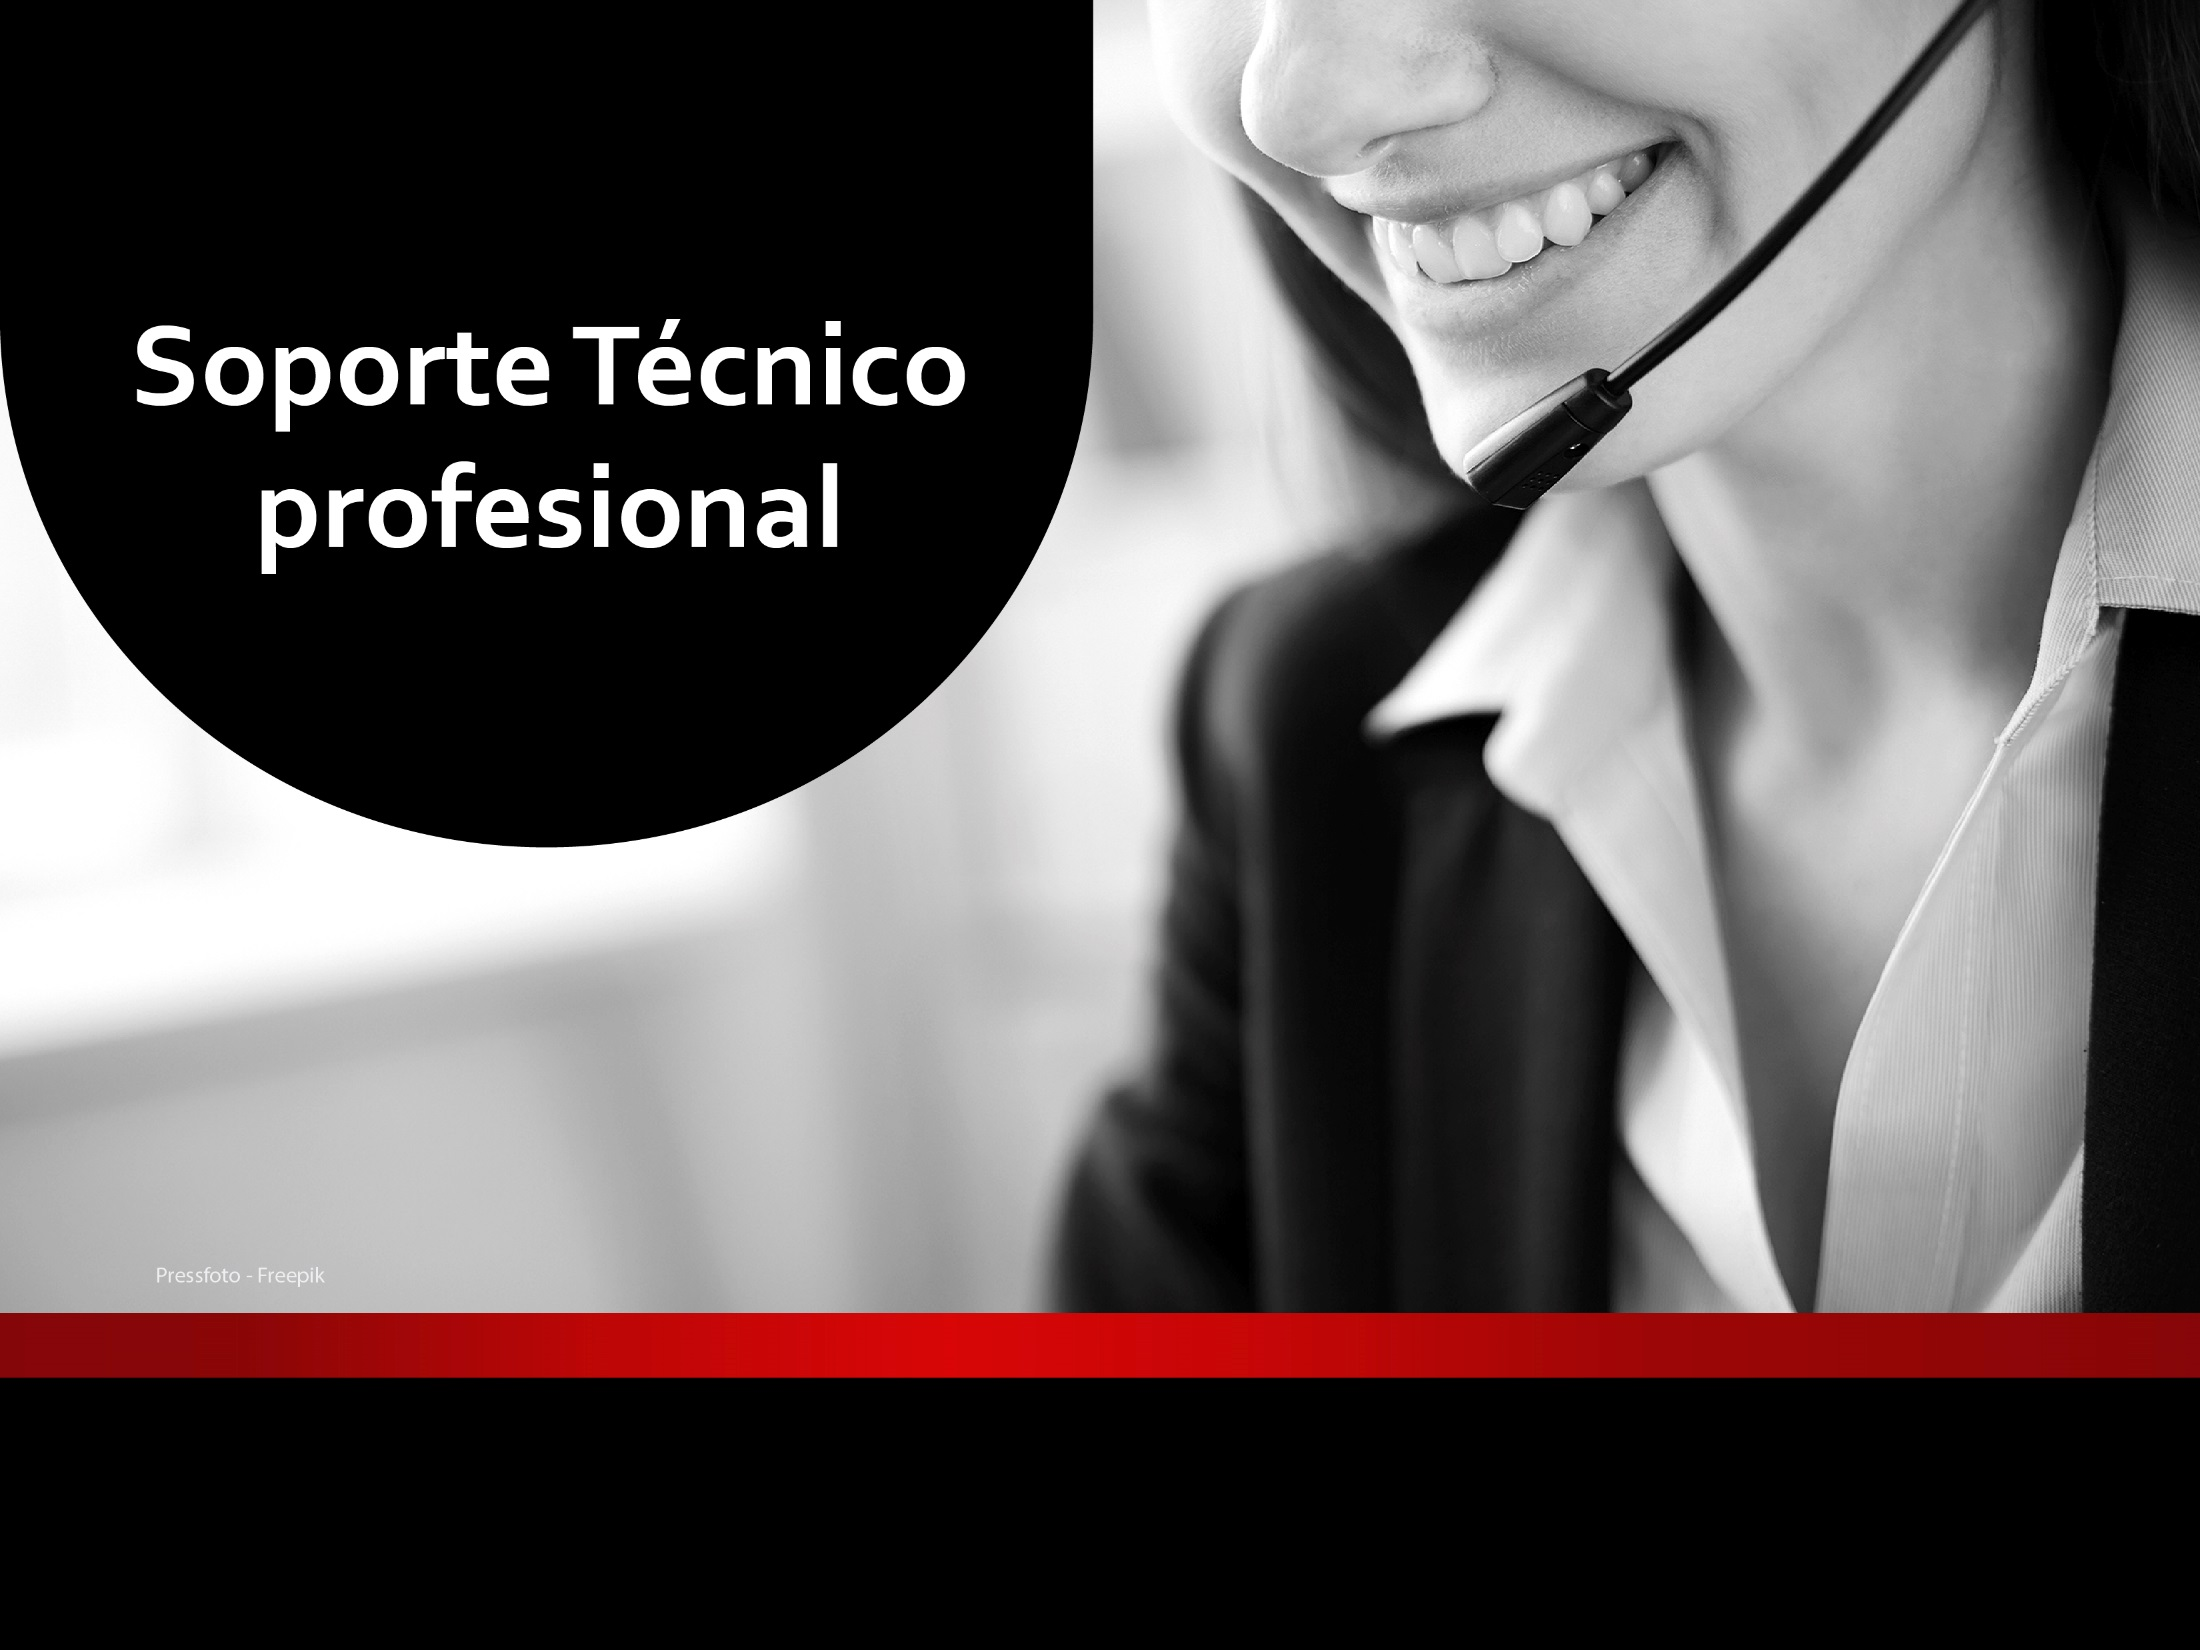 Soporte Técnico
profesional
Pressfoto - Freepik